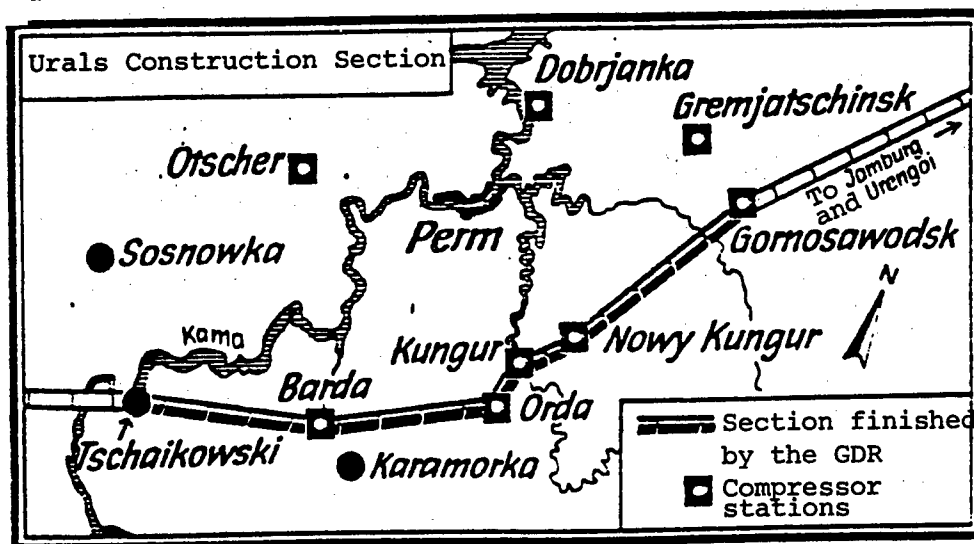 Urals Construction Section
Dobrjanka
Gremjatschinsk
Otscher
To Jamburg
and Urengoi
Perm
Gornosawodsk
Sosnowka
N
Kama
Kungur
Nowy Kungur
Barda
Orda
Tschaikowski
Karamorka
Section finished
by the GDR
Compressor
stations